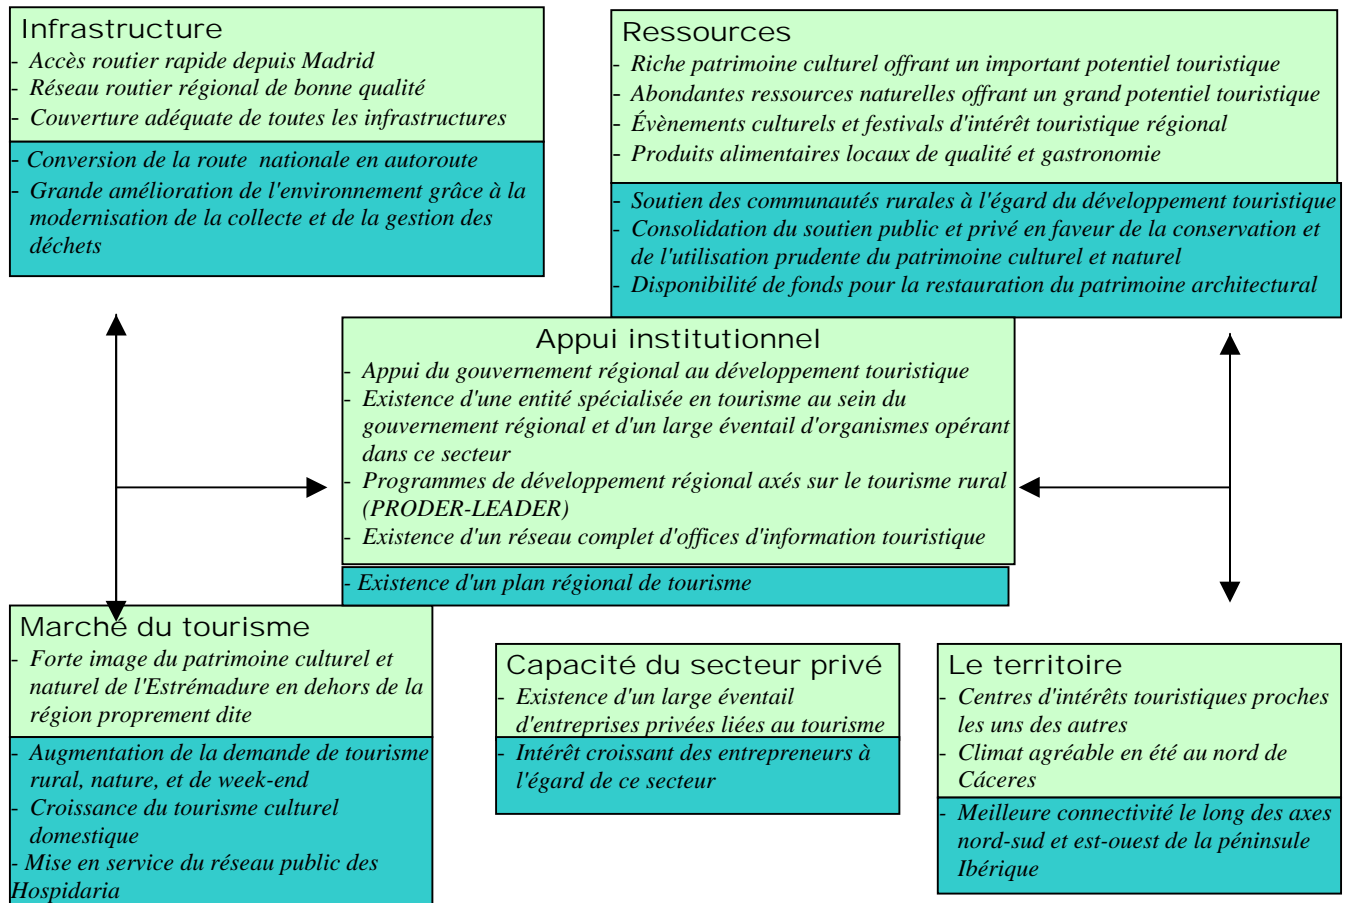 Infrastructure
- Accès routier rapide depuis Madrid
- Réseau routier régional de bonne qualité
- Couverture adéquate de toutes les infrastructures
- Conversion de la route nationale en autoroute
- Grande amélioration de l'environnement grâce à la
modernisation de la collecte et de la gestion des
déchets
Ressources
- Riche patrimoine culturel offrant un important potentiel touristique
- Abondantes ressources naturelles offrant un grand potentiel touristique
- Évènements culturels et festivals d'intérêt touristique régional
- Produits alimentaires locaux de qualité et gastronomie
- Soutien des communautés rurales à l'égard du développement touristique
- Consolidation du soutien public et privé en faveur de la conservation et
de l'utilisation prudente du patrimoine culturel et naturel
- Disponibilité de fonds pour la restauration du patrimoine architectural
Appui institutionnel
- Appui du gouvernement régional au développement touristique
- Existence d'une entité spécialisée en tourisme au sein du
gouvernement régional et d'un large éventail d'organismes opérant
dans ce secteur
- Programmes de développement régional axés sur le tourisme rural
(PRODER-LEADER)
- Existence d'un réseau complet d'offices d'information touristique
- Existence d'un plan régional de tourisme
Marché du tourisme
- Forte image du patrimoine culturel et
naturel de l'Estrémadure en dehors de la
région proprement dite
- Augmentation de la demande de tourisme
rural, nature, et de week-end
- Croissance du tourisme culturel
domestique
- Mise en service du réseau public des
Hospidaria
Capacité du secteur privé
- Existence d'un large éventail
d'entreprises privées liées au tourisme
- Intérêt croissant des entrepreneurs à
l'égard de ce secteur
Le territoire
- Centres d'intérêts touristiques proches
les uns des autres
- Climat agréable en été au nord de
Cáceres
- Meilleure connectivité le long des axes
nord-sud et est-ouest de la péninsule
Ibérique